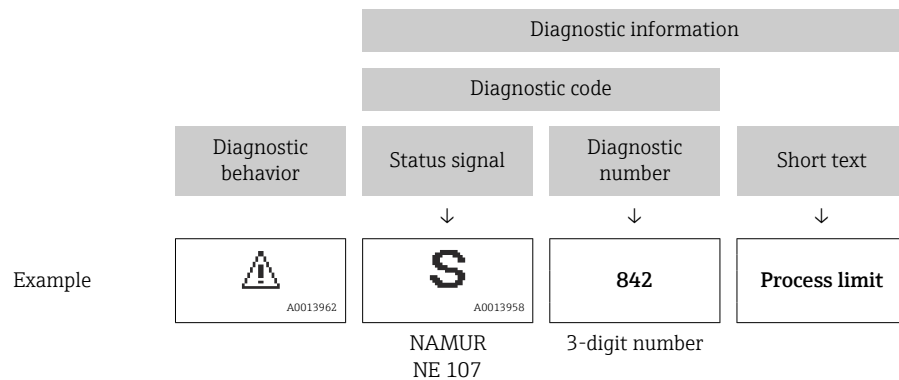 Diagnostic information
Diagnostic code
Diagnostic
behavior
Status signal
Diagnostic
number
Short text
↓ ↓ ↓
Example
A0013962
S
A0013958
842
Process limit
NAMUR
NE 107
3-digit number